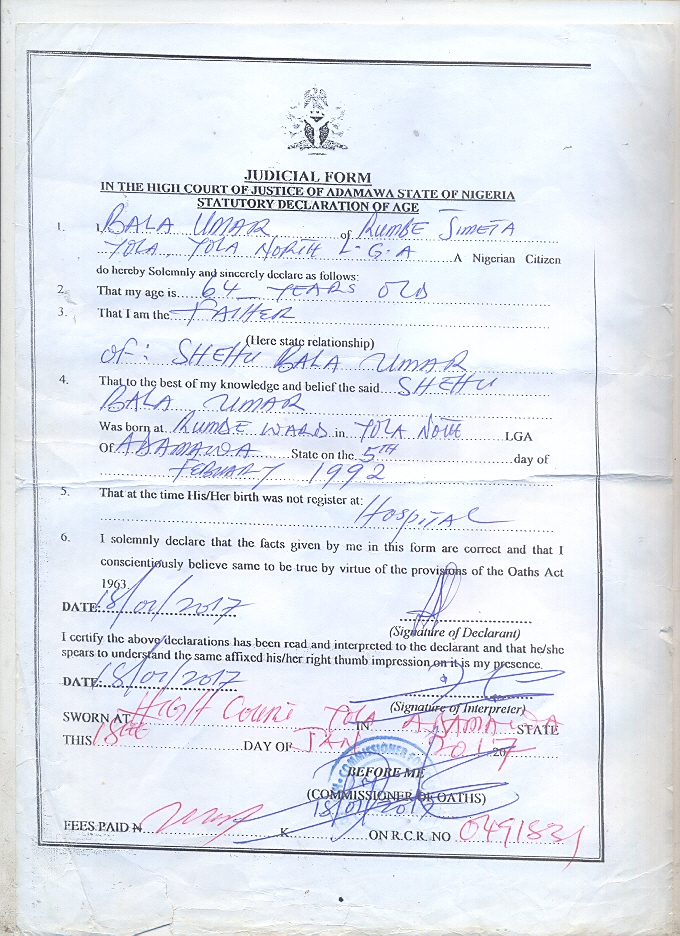 JUDICIAL FORM
IN THE HIGH COURT OF JUSTICE OF ADAMAWA STATE OF NIGERIA
STATUTORY DECLARATION OF AGE
1. I, BALA UMAR of RUMBE JIMETA
YOLA, YOLA NORTH L-G-A A Nigerian Citizen
do hereby Solemnly and sincerely declare as follows:
2. That my age is 64 YEARS OLD
3. That I am the FATHER
(Here state relationship)
OF: SHEHU BALA UMAR
4. That to the best of my knowledge and belief the said SHEHU
BALA UMAR
Was born at RUMDE WARD in YOLA LGA
Of ADAMAWA State on the 5TH day of
FEBUARY 1992
5. That at the time His/Her birth was not register at:
HOSPITAL
6. I solemnly declare that the facts given by me in this form are correct and that I
conscientiously believe same to be true by virtue of the provisions of the Oaths Act
1963.
DATE: 18/01/2017
(Signature of Declarant)
I certify the above declarations has been read and interpreted to the declarant and that he/she
spears to understand the same affixed his/her right thumb impression on it is my presence.
DATE: 18/01/2017
(Signature of Interpreter)
SWORN AT HIGH COURT YOLA IN ADAMAWA STATE
THIS 18th DAY OF JAN 2017 20
COMMISSIONER FO
BEFORE ME
(COMMISSIONER OF OATHS)
18/01/2017
FEES PAID N K ON R.C.R. NO 0491831